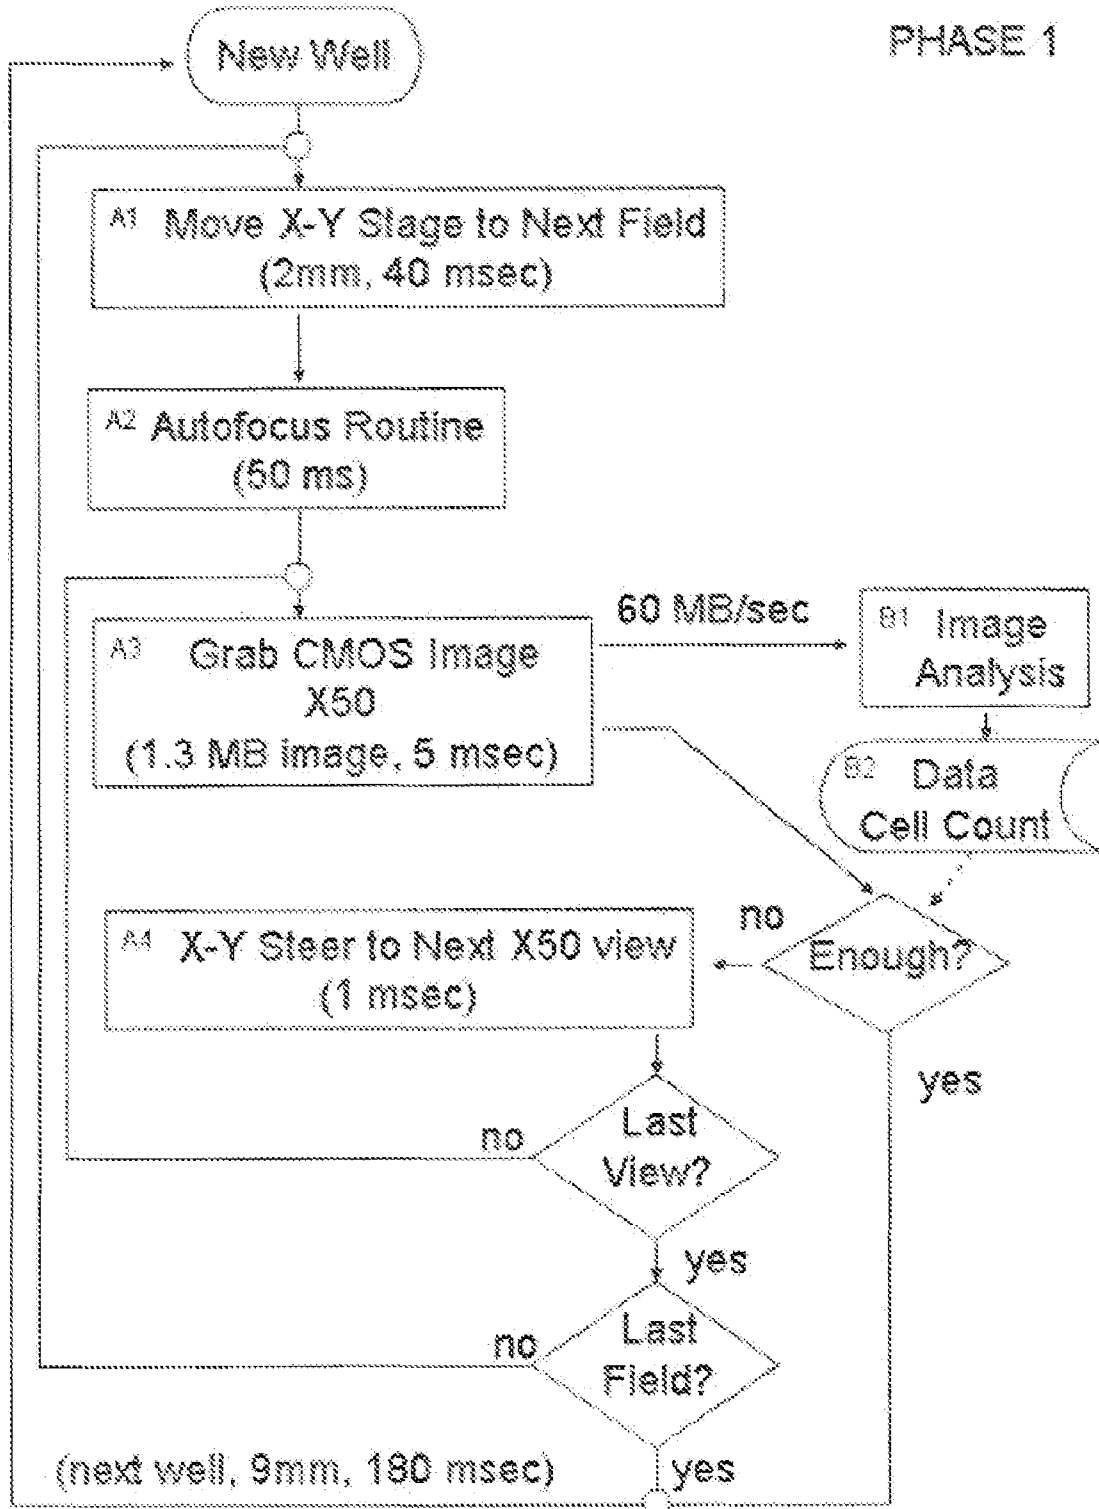 PHASE 1
New Well
A1 Move X-Y Stage to Next Field
(2mm, 40 msec)
A2 Autofocus Routine
(50 ms)
A3 Grab CMOS Image
X50
(1.3 MB image, 5 msec)
60 MB/sec
B1 Image
Analysis
B2 Data
Cell Count
Enough?
no
yes
A4 X-Y Steer to Next X50 view
(1 msec)
Last
View?
no
yes
Last
Field?
no
yes
(next well, 9mm, 180 msec)